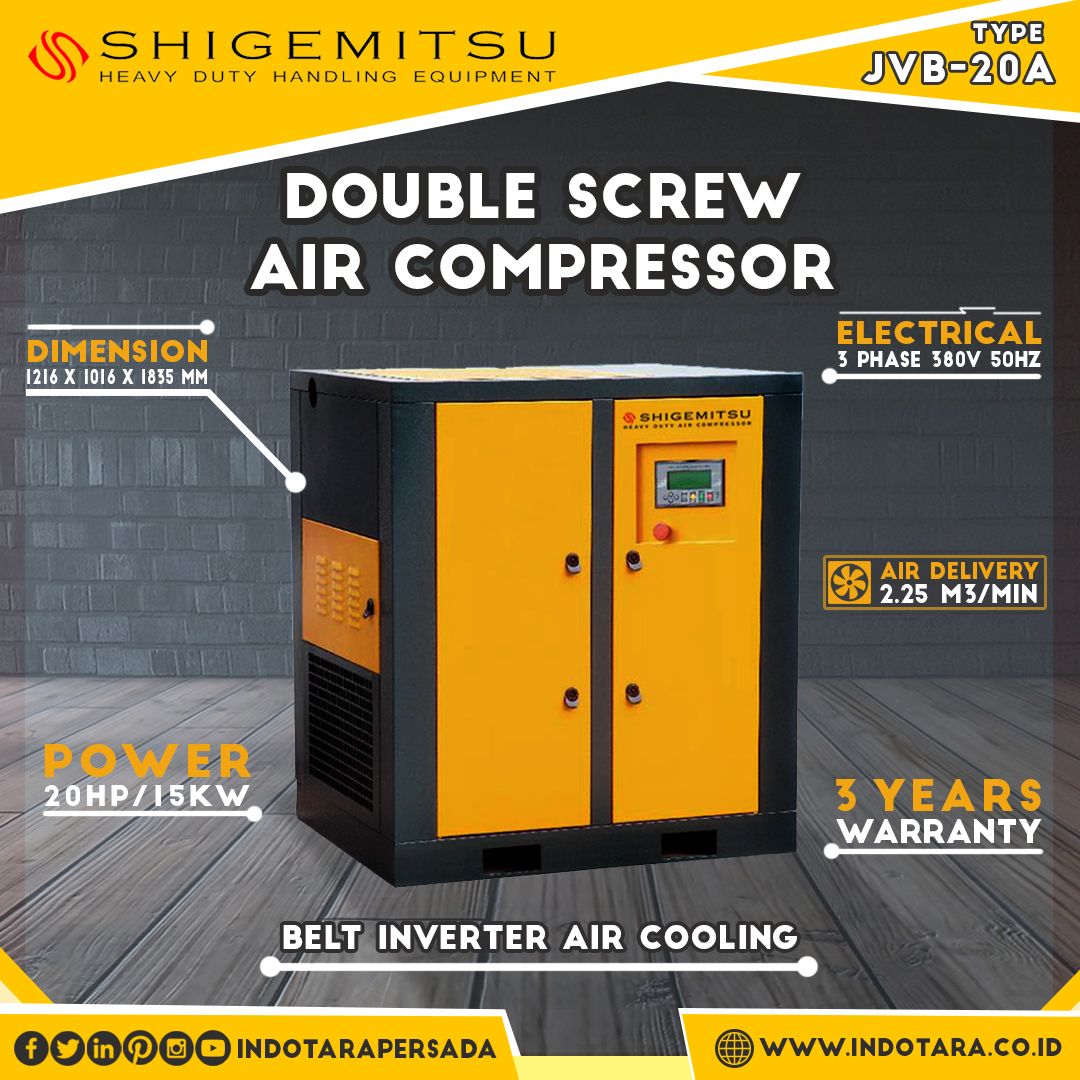 SHIGEMITSU
HEAVY DUTY HANDLING EQUIPMENT
TYPE
JVB-20A
DOUBLE SCREW
AIR COMPRESSOR
DIMENSION
1216 X 1016 X 1835 MM
ELECTRICAL
3 PHASE 380V 50HZ
SHIGEMITSU
HEAVY DUTY AIR COMPRESSOR
AIR DELIVERY
2.25 M3/MIN
POWER
20HP/15KW
3 YEARS
WARRANTY
BELT INVERTER AIR COOLING
INDOTARAPERSADA
WWW.INDOTARA.CO.ID